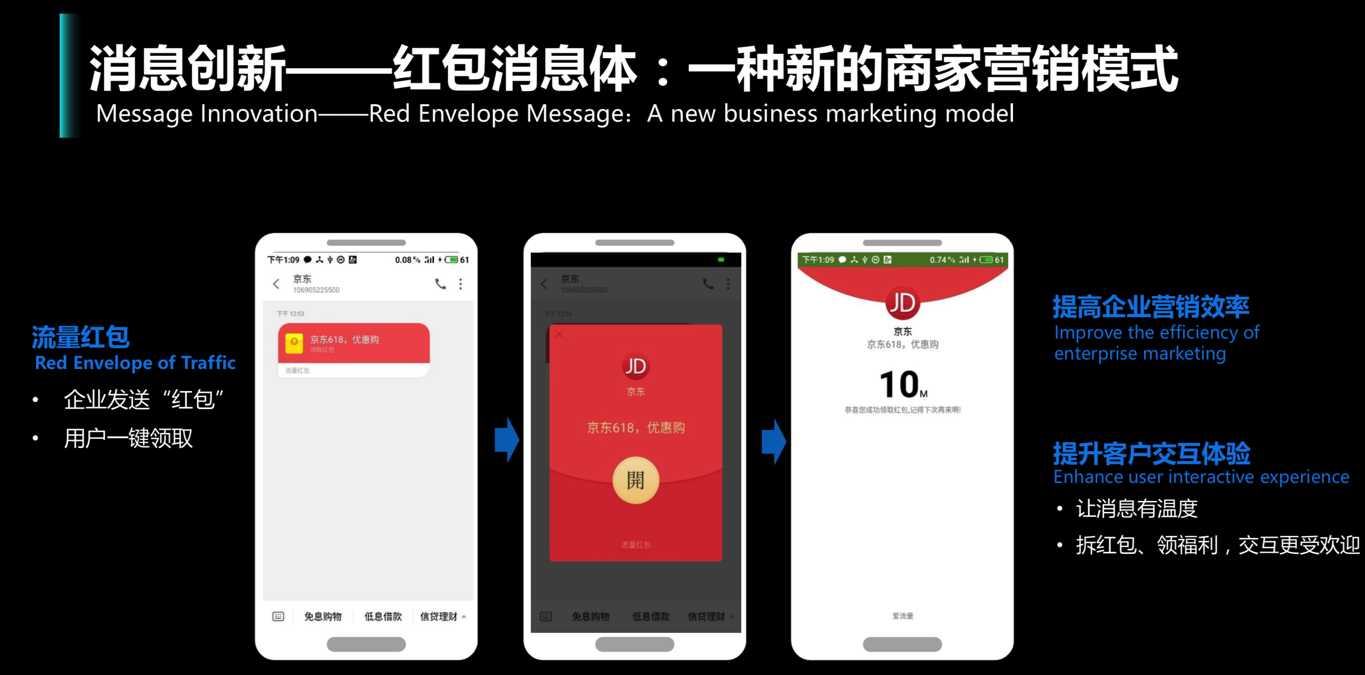 消息创新——红包消息体：一种新的商家营销模式
Message Innovation——Red Envelope Message：A new business marketing model
流量红包
Red Envelope of Traffic
• 企业发送“红包”
• 用户一键领取
下午1:09 0.08% 61
京东
106905225500
下午 12:53
京东618，优惠购
领取红包
流量红包
免息购物 低息借款 信贷理财
京东
106905225500
下午 12:53
JD
京东
京东618，优惠购
開
流量红包
免息购物 低息借款 信贷理财
下午1:09 0.74% 61
JD
京东
京东618，优惠购
10M
恭喜您成功领取红包,记得下次再来啊!
爱流量
提高企业营销效率
Improve the efficiency of
enterprise marketing
提升客户交互体验
Enhance user interactive experience
• 让消息有温度
• 拆红包、领福利，交互更受欢迎